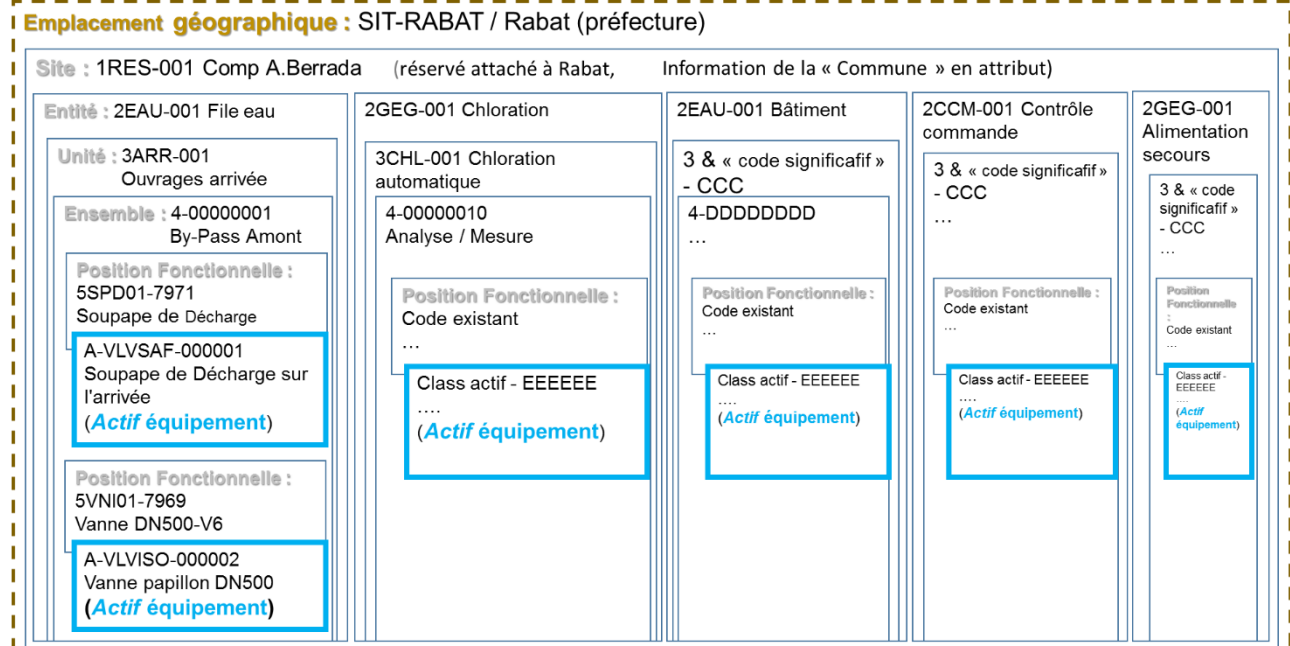 Emplacement géographique : SIT-RABAT / Rabat (préfecture)
Site : 1RES-001 Comp A.Berrada (réservé attaché à Rabat, Information de la « Commune » en attribut)
Entité : 2EAU-001 File eau
Unité : 3ARR-001
Ouvrages arrivée
Ensemble : 4-00000001
By-Pass Amont
Position Fonctionnelle :
5SPD01-7971
Soupape de Décharge
A-VLVSAF-000001
Soupape de Décharge sur
l'arrivée
(Actif équipement)
Position Fonctionnelle :
5VNI01-7969
Vanne DN500-V6
A-VLVISO-000002
Vanne papillon DN500
(Actif équipement)
2GEG-001 Chloration
3CHL-001 Chloration
automatique
4-00000010
Analyse / Mesure
Position Fonctionnelle :
Code existant
…
Class actif - EEEEEE
….
(Actif équipement)
2EAU-001 Bâtiment
3 & « code significafif »
- CCC
4-DDDDDDDD
…
Position Fonctionnelle :
Code existant
…
Class actif - EEEEEE
….
(Actif équipement)
2CCM-001 Contrôle
commande
3 & « code significafif »
- CCC
…
Position Fonctionnelle :
Code existant
…
Class actif - EEEEEE
….
(Actif équipement)
2GEG-001
Alimentation
secours
3 & « code
significafif »
- CCC
…
Position
Fonctionnelle
:
Code existant
…
Class actif -
EEEEEE
….
(Actif
équipement)